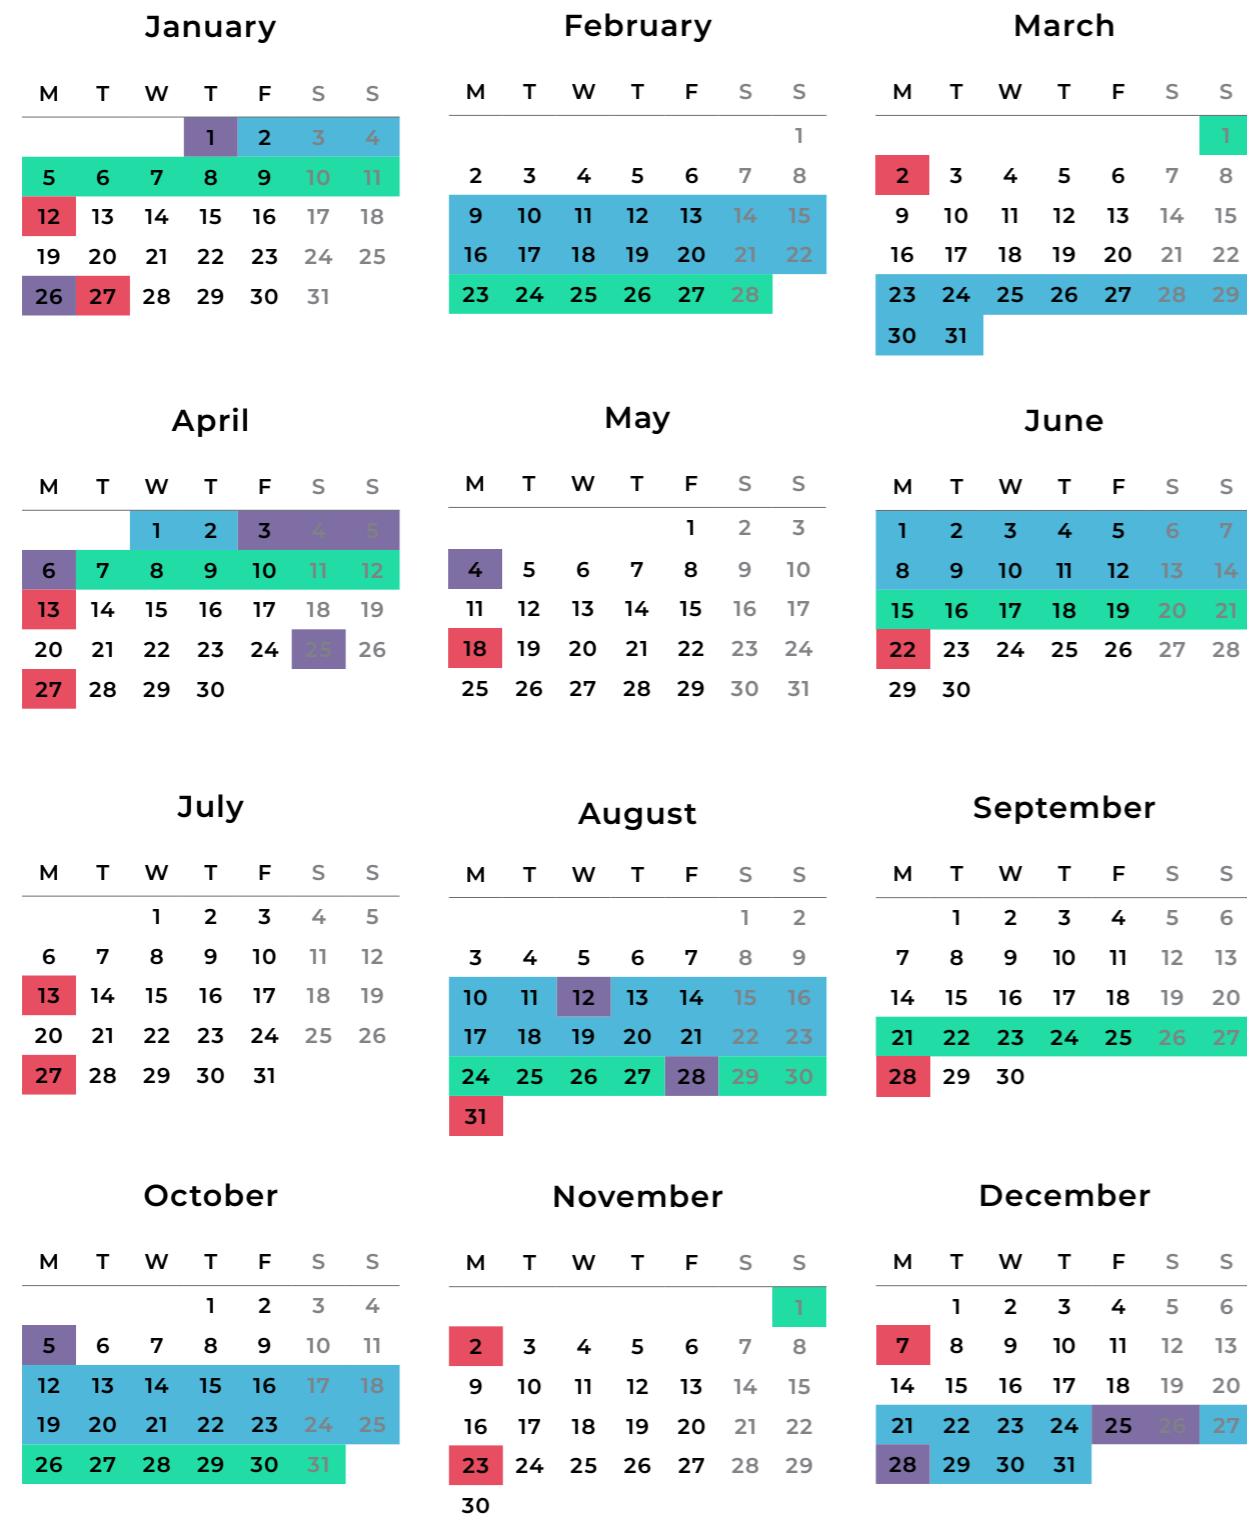 January
M T W T F S S
1 2 3 4
5 6 7 8 9 10 11
12 13 14 15 16 17 18
19 20 21 22 23 24 25
26 27 28 29 30 31
February
M T W T F S S
1
2 3 4 5 6 7 8
9 10 11 12 13 14 15
16 17 18 19 20 21 22
23 24 25 26 27 28
March
M T W T F S S
1
2 3 4 5 6 7 8
9 10 11 12 13 14 15
16 17 18 19 20 21 22
23 24 25 26 27 28 29
30 31
April
M T W T F S S
1 2 3 4 5
6 7 8 9 10 11 12
13 14 15 16 17 18 19
20 21 22 23 24 25 26
27 28 29 30
May
M T W T F S S
1 2 3
4 5 6 7 8 9 10
11 12 13 14 15 16 17
18 19 20 21 22 23 24
25 26 27 28 29 30 31
June
M T W T F S S
1 2 3 4 5 6 7
8 9 10 11 12 13 14
15 16 17 18 19 20 21
22 23 24 25 26 27 28
29 30
July
M T W T F S S
1 2 3 4 5
6 7 8 9 10 11 12
13 14 15 16 17 18 19
20 21 22 23 24 25 26
27 28 29 30 31
August
M T W T F S S
1 2
3 4 5 6 7 8 9
10 11 12 13 14 15 16
17 18 19 20 21 22 23
24 25 26 27 28 29 30
31
September
M T W T F S S
1 2 3 4 5 6
7 8 9 10 11 12 13
14 15 16 17 18 19 20
21 22 23 24 25 26 27
28 29 30
October
M T W T F S S
1 2 3 4
5 6 7 8 9 10 11
12 13 14 15 16 17 18
19 20 21 22 23 24 25
26 27 28 29 30 31
November
M T W T F S S
1
2 3 4 5 6 7 8
9 10 11 12 13 14 15
16 17 18 19 20 21 22
23 24 25 26 27 28 29
30
December
M T W T F S S
1 2 3 4 5 6
7 8 9 10 11 12 13
14 15 16 17 18 19 20
21 22 23 24 25 26 27
28 29 30 31